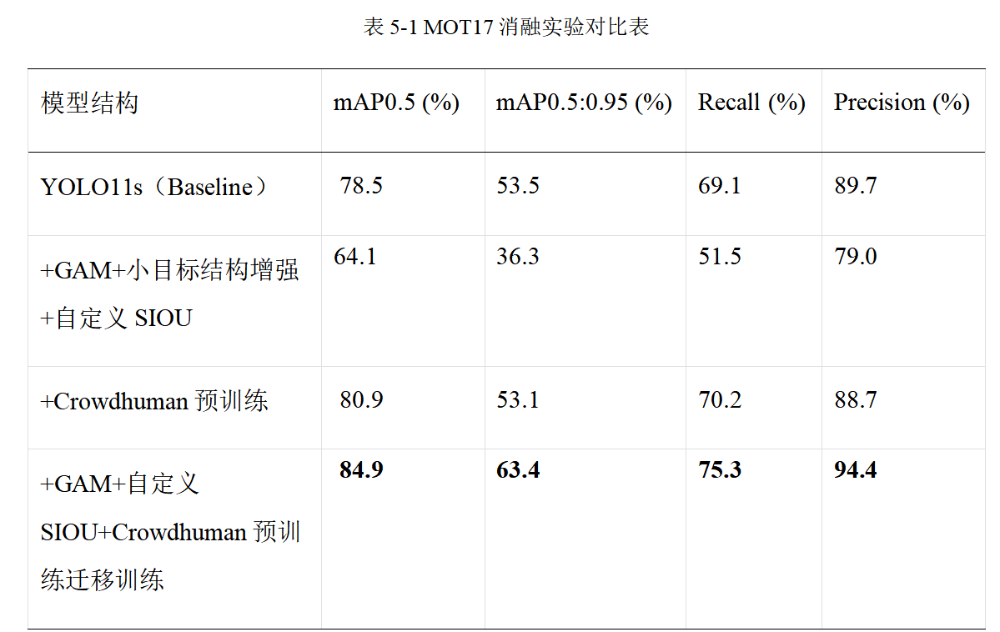 表 5-1 MOT17 消融实验对比表
模型结构 mAP0.5 (%) mAP0.5:0.95 (%) Recall (%) Precision (%)
YOLO11s（Baseline） 78.5 53.5 69.1 89.7
+GAM+小目标结构增强 64.1 36.3 51.5 79.0
+自定义 SIOU
+Crowdhuman 预训练 80.9 53.1 70.2 88.7
+GAM+自定义 84.9 63.4 75.3 94.4
SIOU+Crowdhuman 预训
练迁移训练